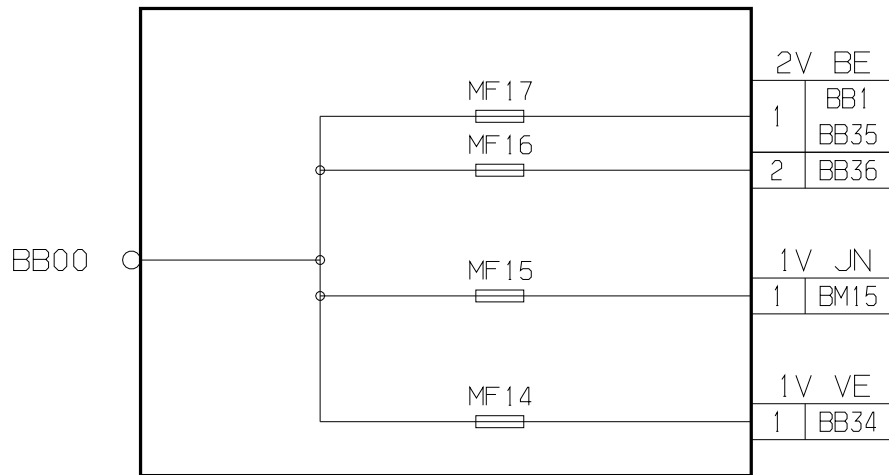 2V BE
MF17
1 BB1
BB35
MF16
2 BB36
BB00
1V JN
MF15
1 BM15
1V VE
MF14
1 BB34